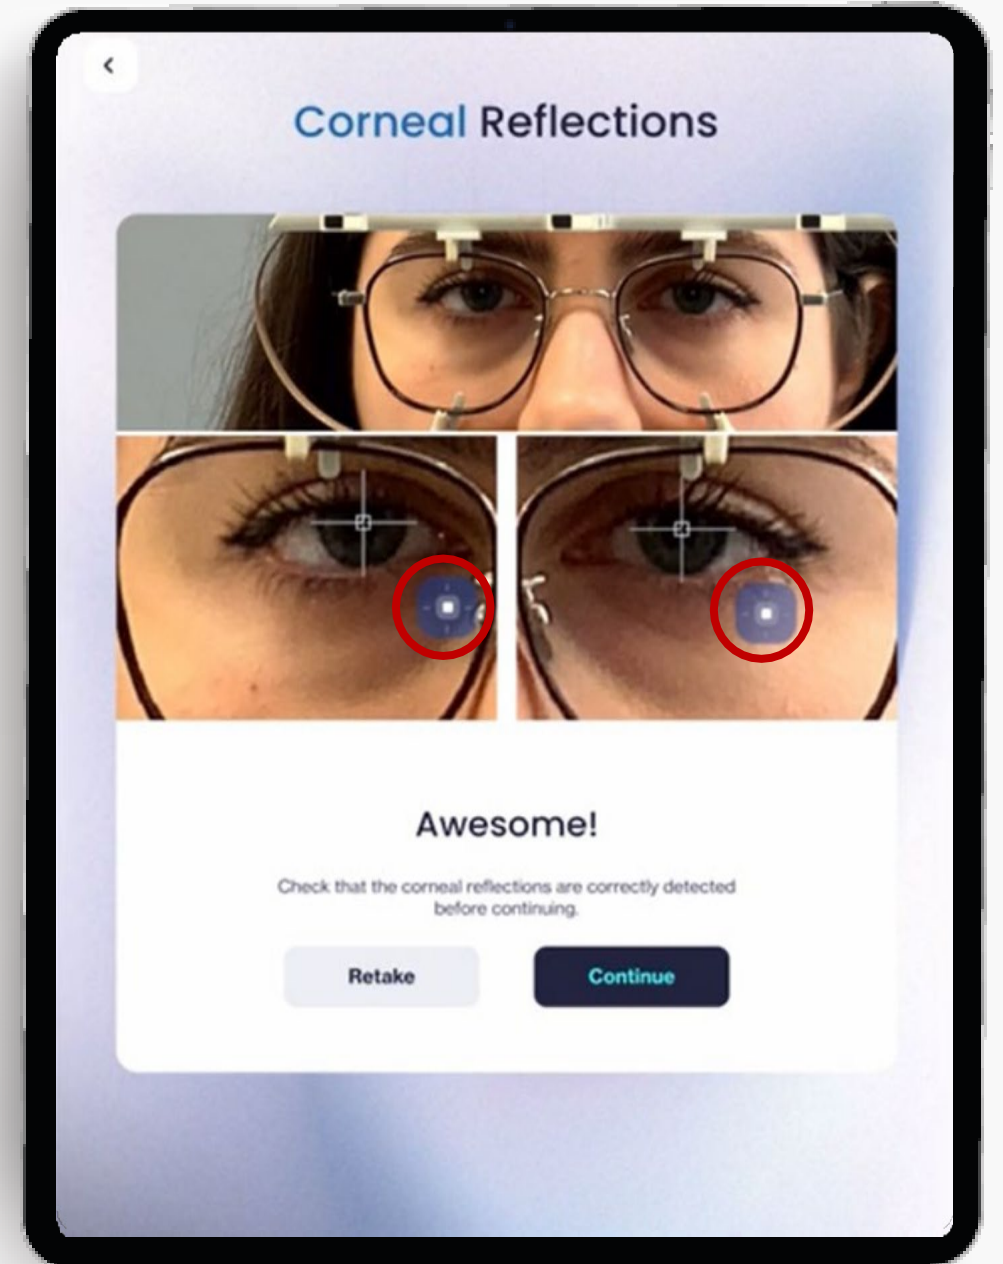 Corneal Reflections
Awesome!
Check that the corneal reflections are correctly detected
before continuing.
Retake
Continue